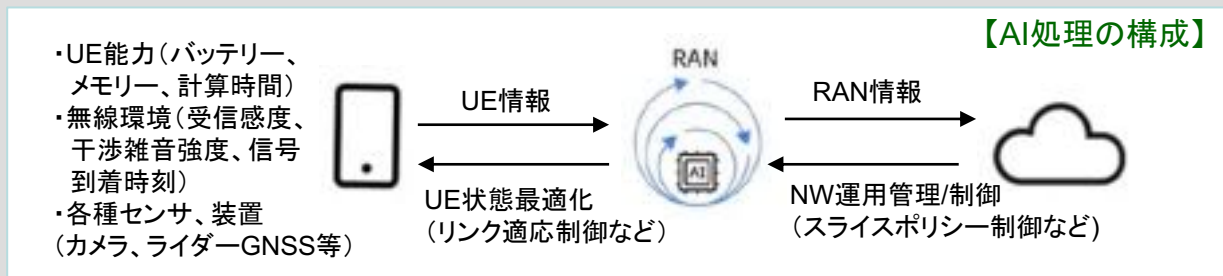 【AI処理の構成】
・UE能力（バッテリー、
メモリー、計算時間）
・無線環境（受信感度、
干渉雑音強度、信号
到着時刻）
・各種センサ、装置
（カメラ、ライダーGNSS等）
UE情報
UE状態最適化
（リンク適応制御など）
RAN
AI
RAN情報
NW運用管理/制御
（スライスポリシー制御など)